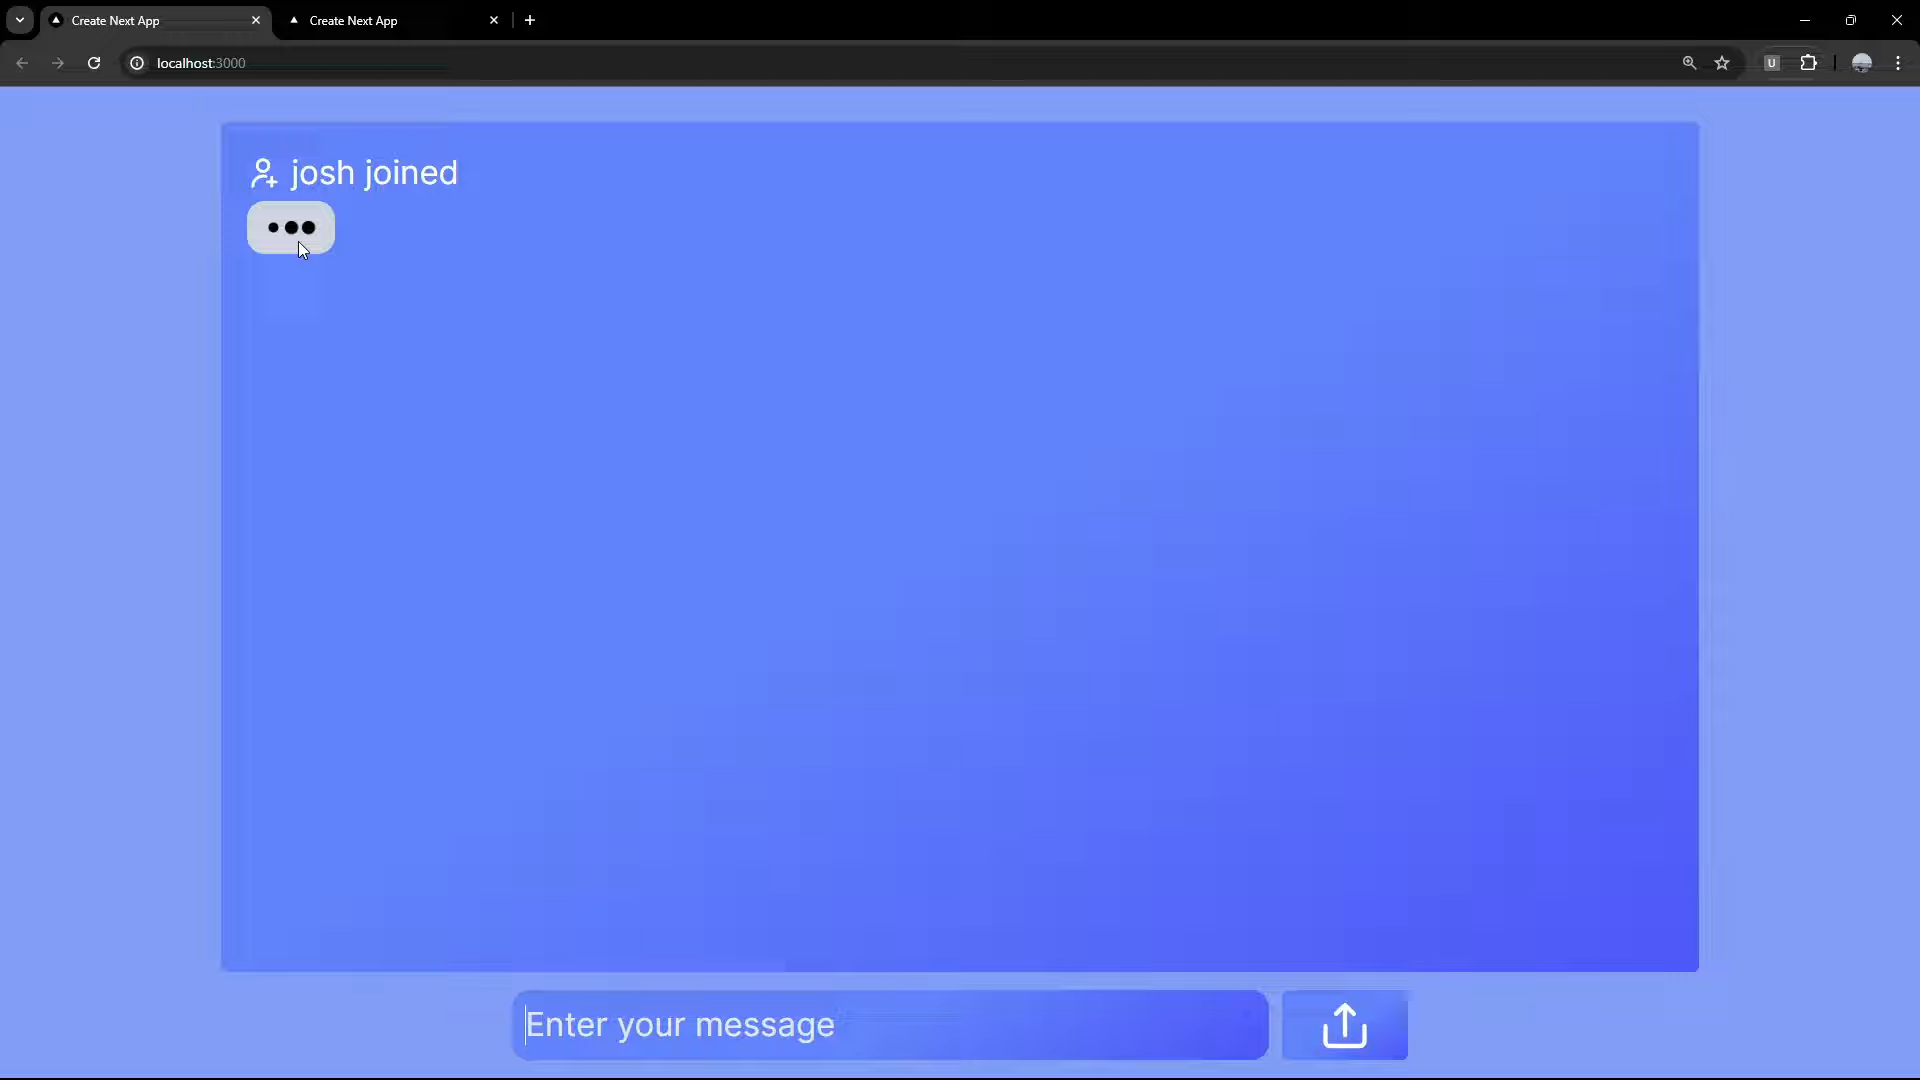 Create Next App
Create Next App
localhost:3000
U
josh joined
Enter your message